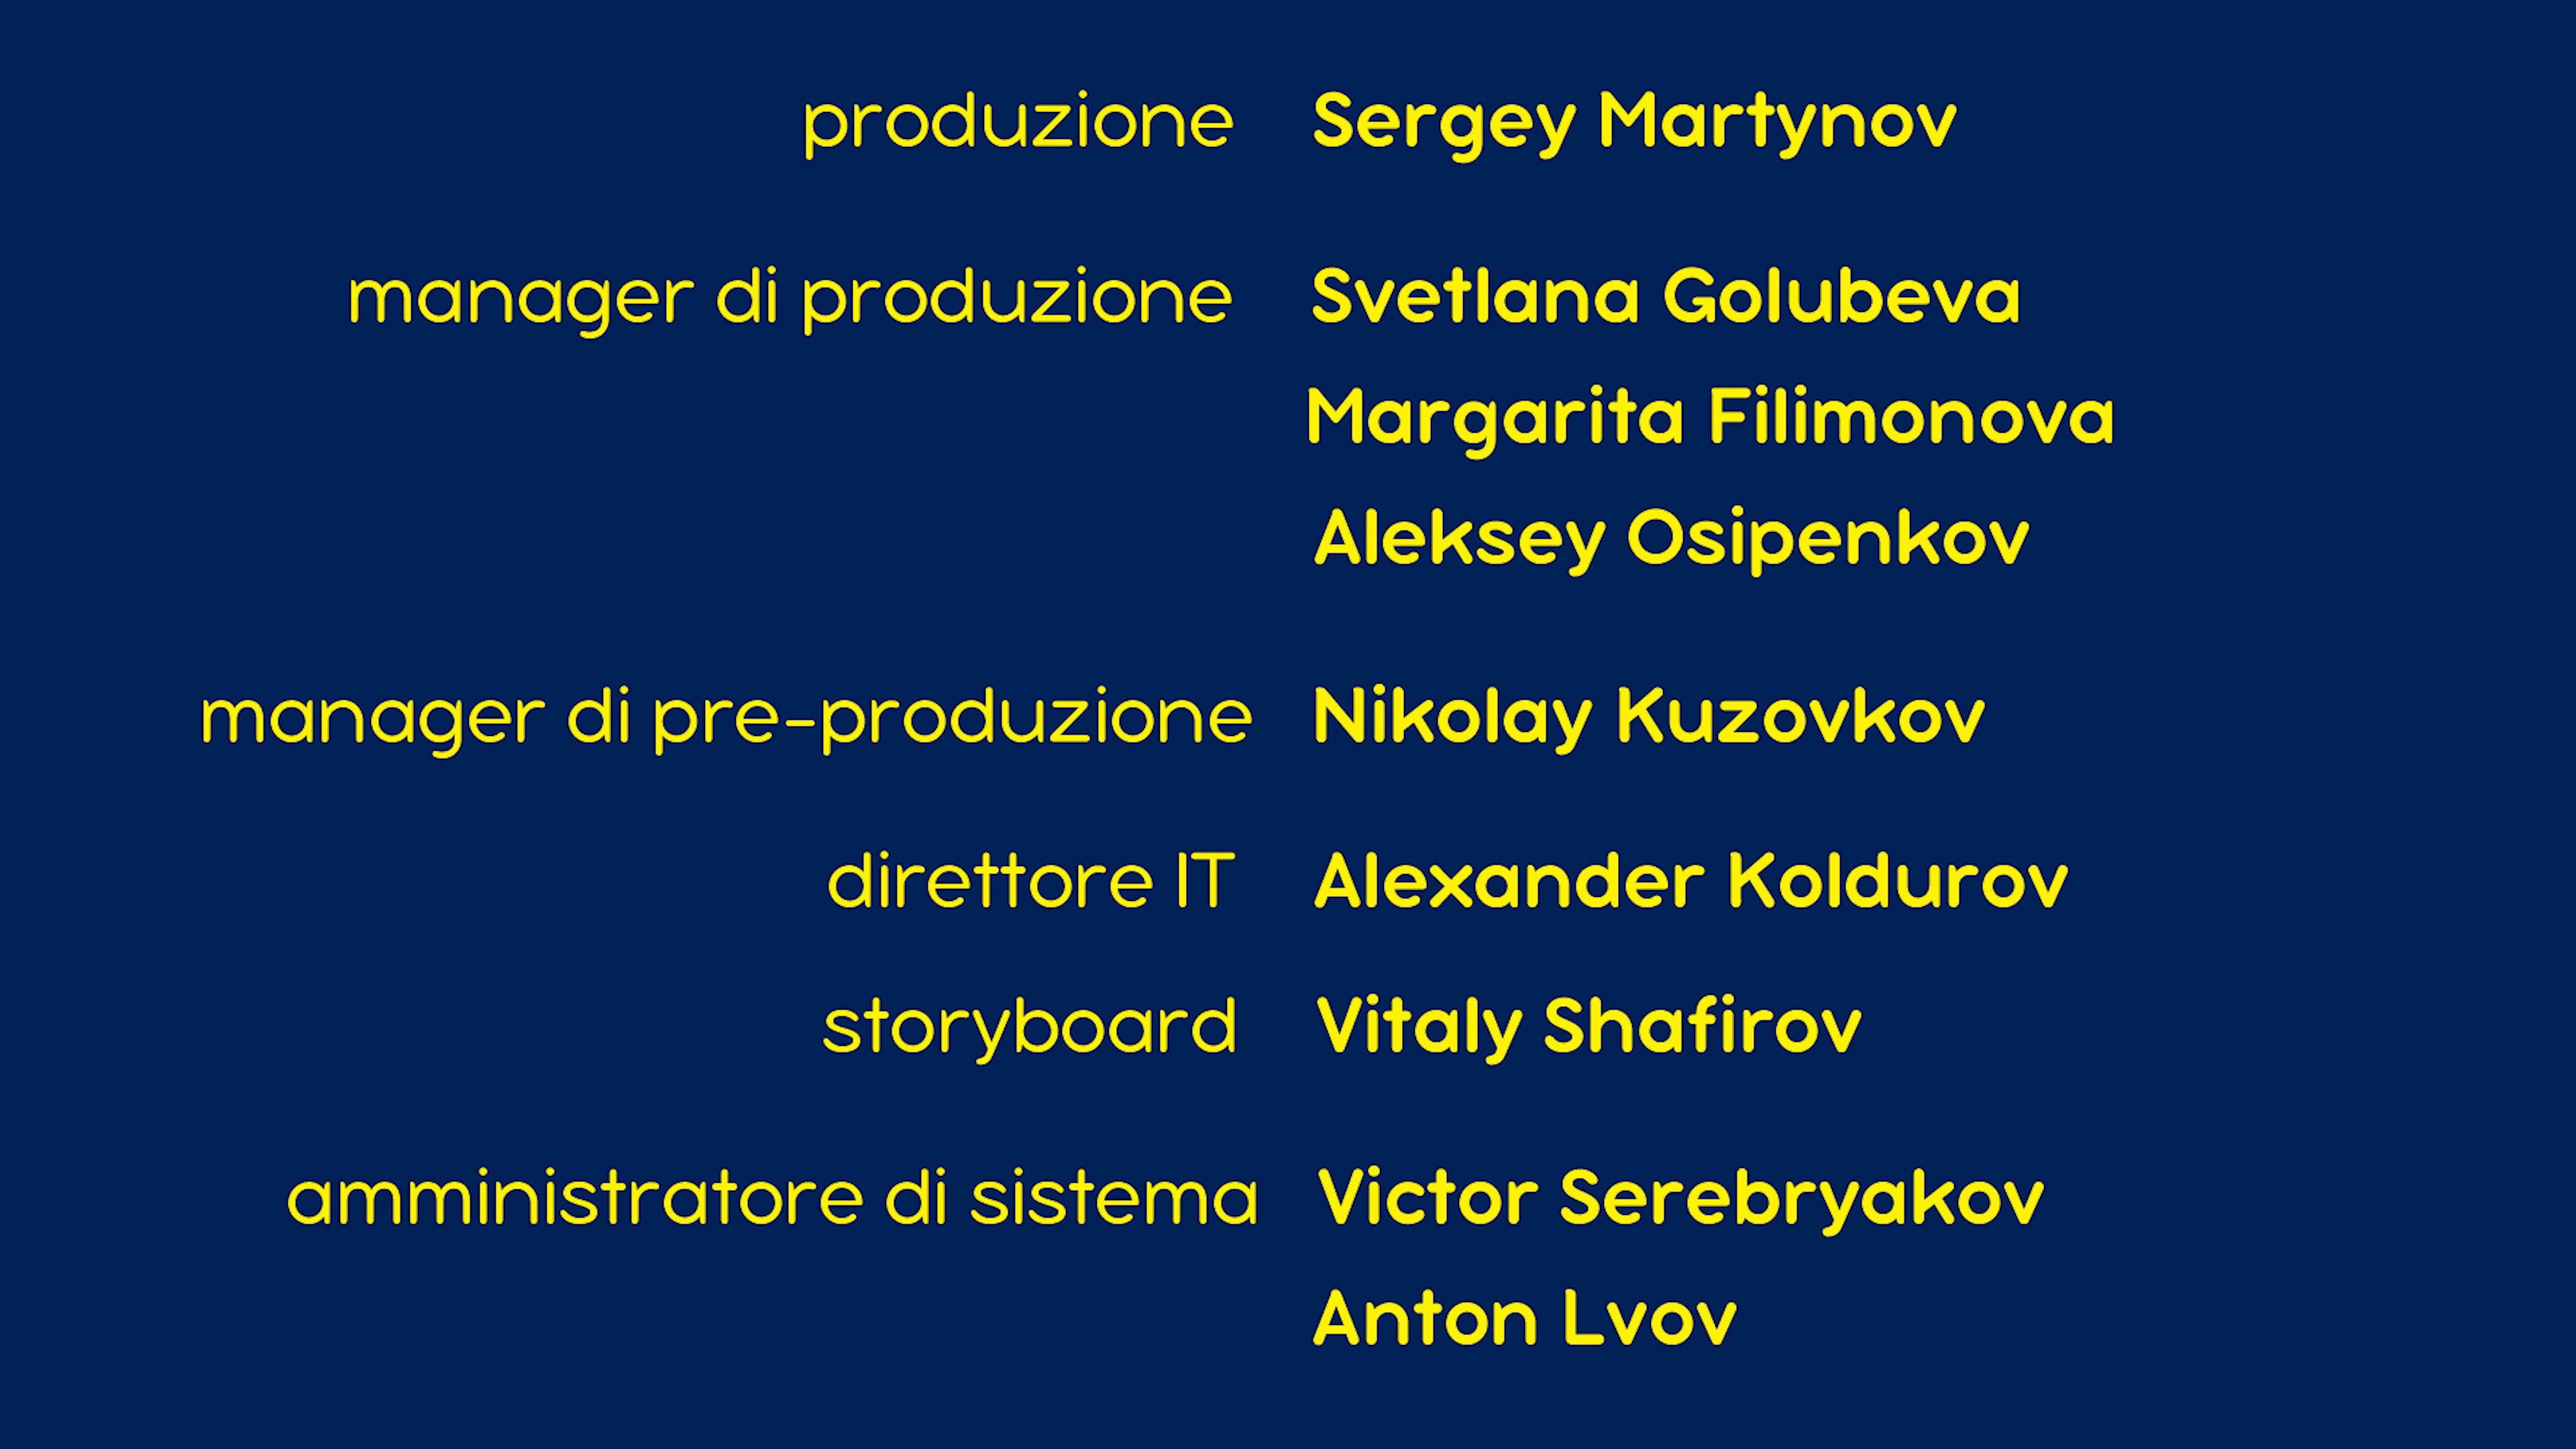 produzione Sergey Martynov
manager di produzione Svetlana Golubeva
Margarita Filimonova
Aleksey Osipenkov
manager di pre-produzione Nikolay Kuzovkov
direttore IT Alexander Koldurov
storyboard Vitaly Shafirov
amministratore di sistema Victor Serebryakov
Anton Lvov